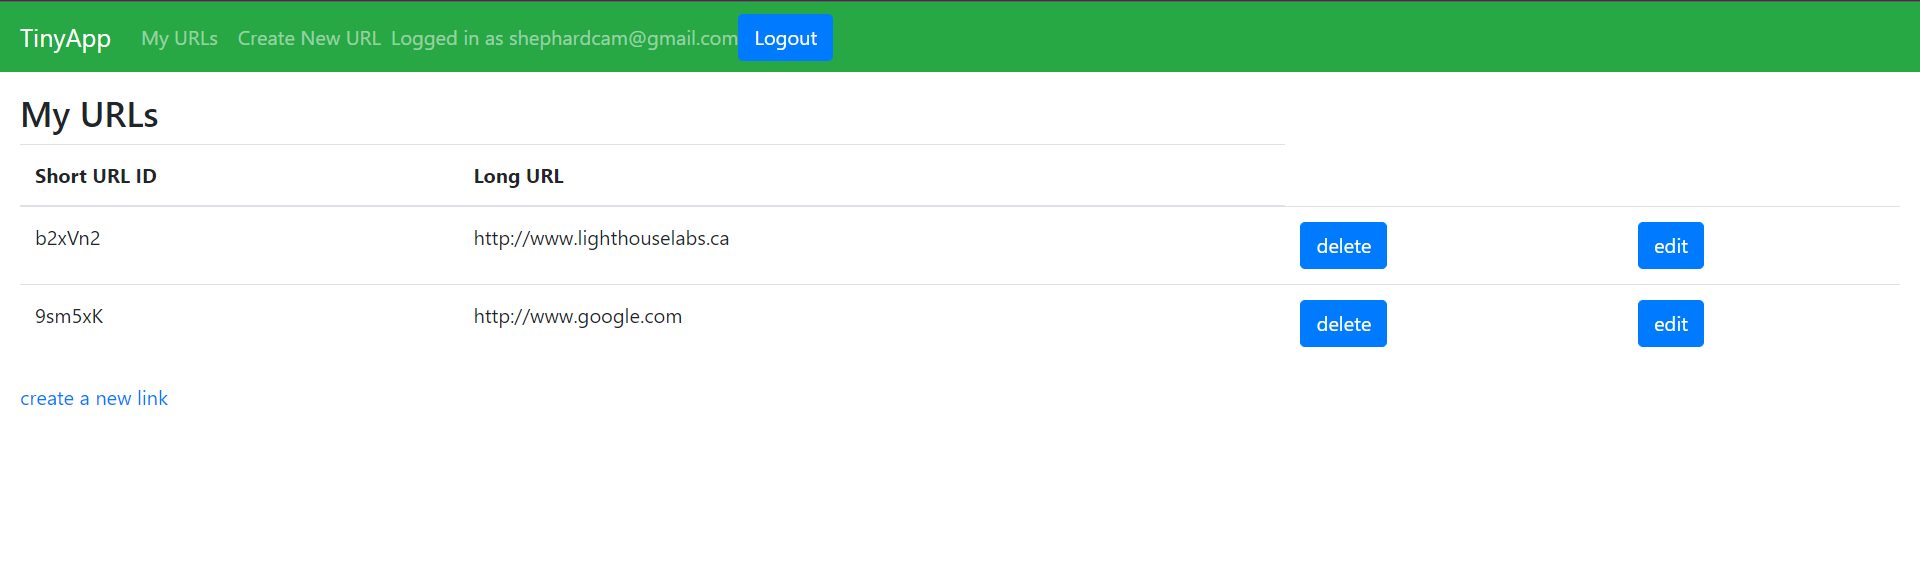 TinyApp My URLs Create New URL Logged in as shephardcam@gmail.com Logout
My URLs
Short URL ID Long URL
b2xVn2 http://www.lighthouselabs.ca delete edit
9sm5xK http://www.google.com delete edit
create a new link